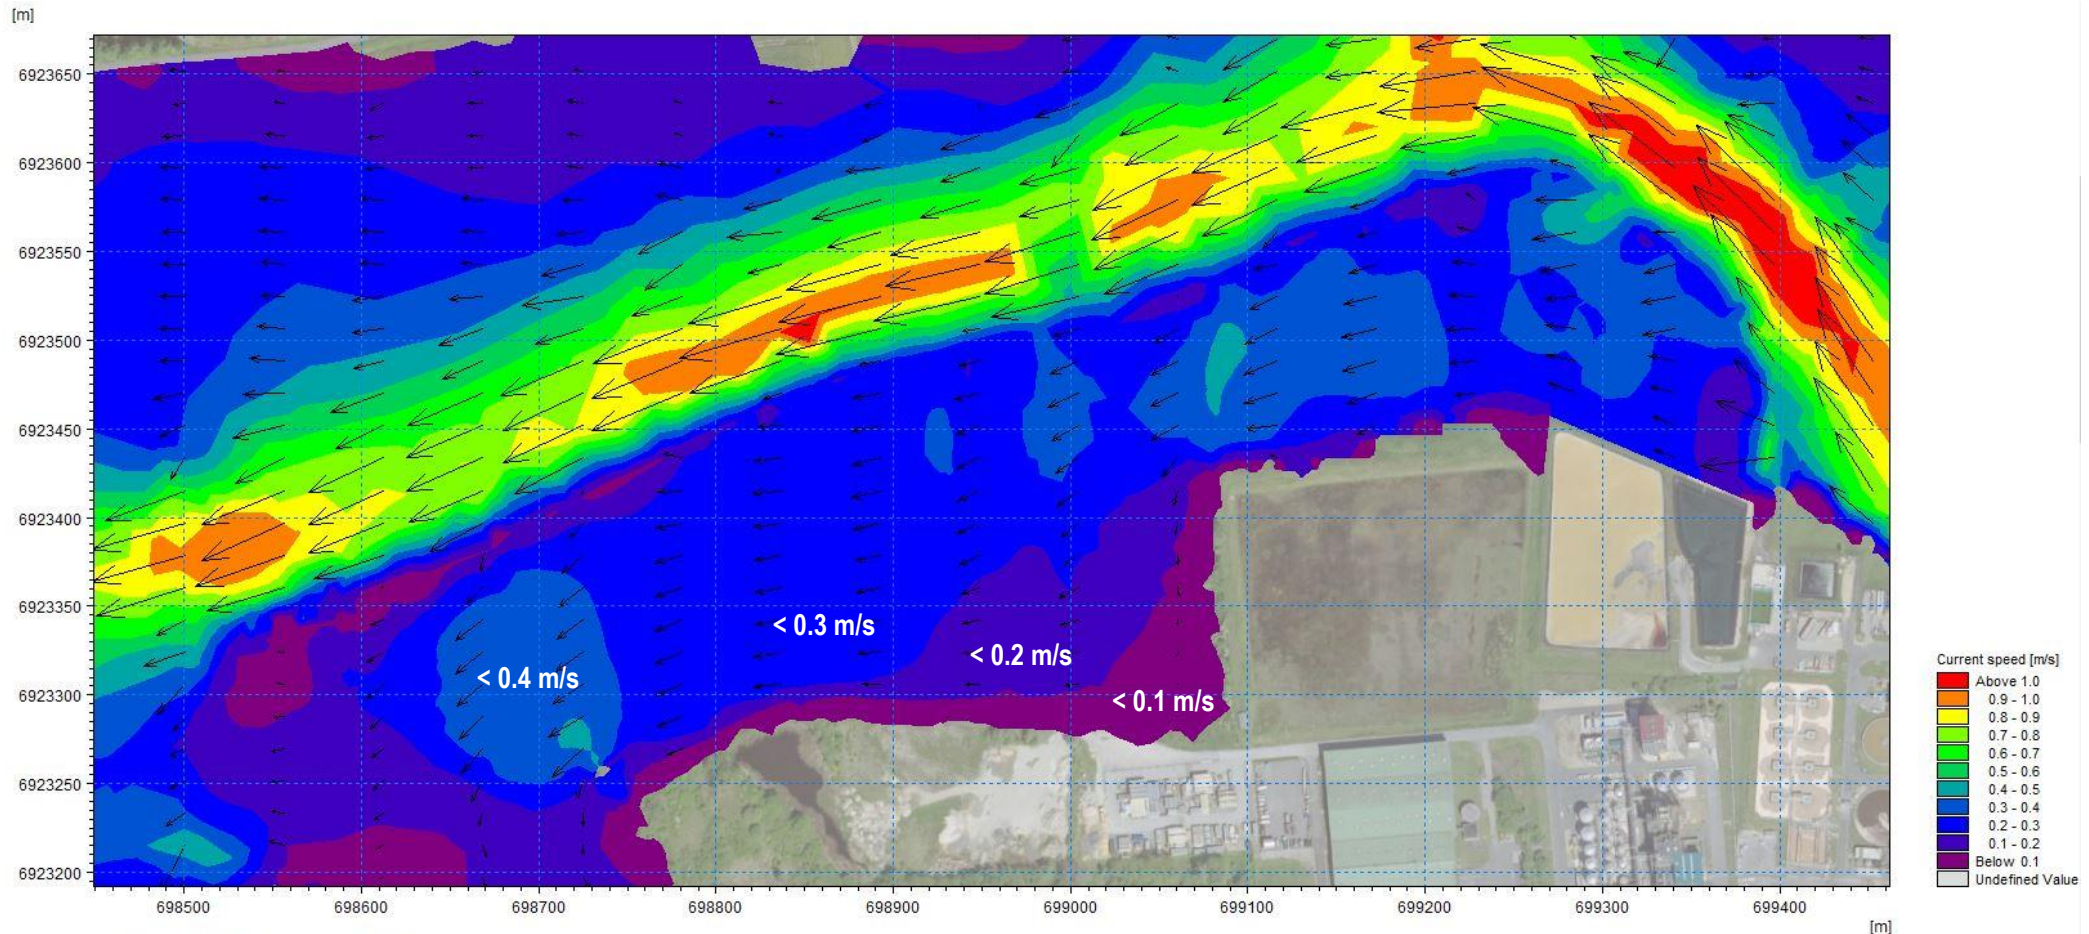 [m]
6923650
6923600
6923550
6923500
6923450
6923400
6923350
6923300
6923250
6923200
< 0.3 m/s
< 0.2 m/s
< 0.4 m/s
< 0.1 m/s
698500 698600 698700 698800 698900 699000 699100 699200 699300 699400
[m]
Current speed [m/s]
Above 1.0
0.9 - 1.0
0.8 - 0.9
0.7 - 0.8
0.6 - 0.7
0.5 - 0.6
0.4 - 0.5
0.3 - 0.4
0.2 - 0.3
0.1 - 0.2
Below 0.1
Undefined Value